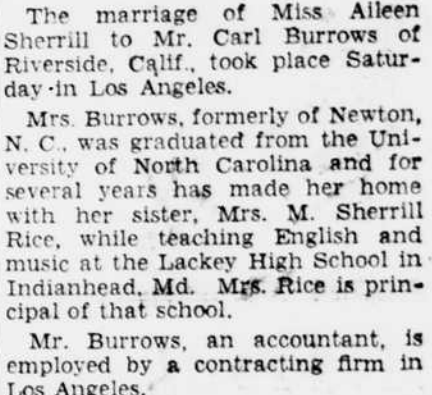 The marriage of Miss Aileen
Sherrill to Mr. Carl Burrows of
Riverside, Calif., took place Satur-
day in Los Angeles.
Mrs. Burrows, formerly of Newton,
N. C., was graduated from the Uni-
versity of North Carolina and for
several years has made her home
with her sister, Mrs. M. Sherrill
Rice, while teaching English and
music at the Lackey High School in
Indianhead, Md. Mrs. Rice is prin-
cipal of that school.
Mr. Burrows, an accountant, is
employed by a contracting firm in
Los Angeles.